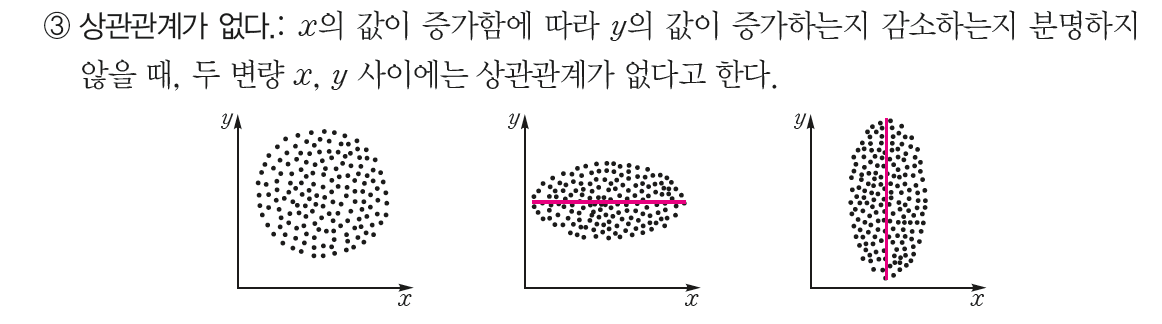 ③ 상관관계가 없다.: x의 값이 증가함에 따라 y의 값이 증가하는지 감소하는지 분명하지
않을 때, 두 변량 x, y 사이에는 상관관계가 없다고 한다.
y
y
y
x
x
x